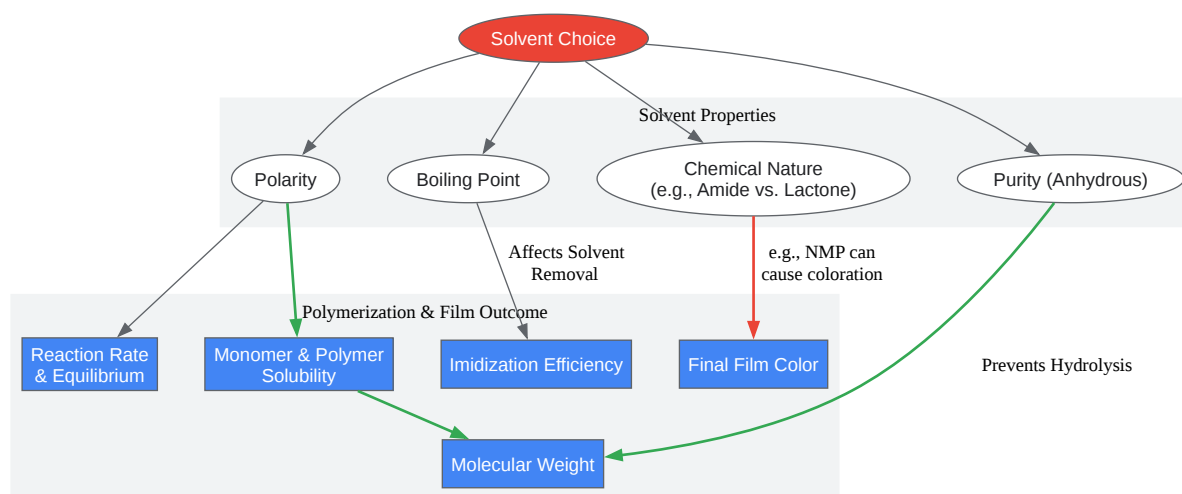 Solvent Choice
Solvent Properties
Polarity
Boiling Point
Chemical Nature
(e.g., Amide vs. Lactone)
Purity (Anhydrous)
Affects Solvent
Removal
e.g., NMP can
cause coloration
Polymerization & Film Outcome
Reaction Rate
& Equilibrium
Monomer & Polymer
Solubility
Imidization Efficiency
Final Film Color
Prevents Hydrolysis
Molecular Weight